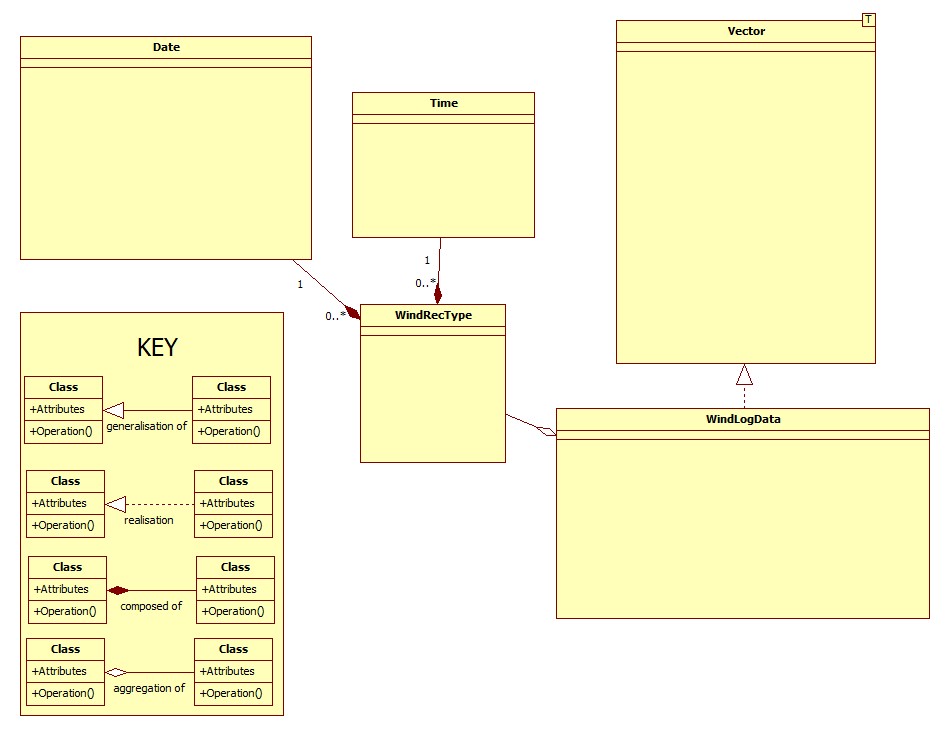 Date
Time
T
Vector
1
0..*
1
0..*
WindRecType
WindLogData
KEY
Class
+Attributes
+Operation()
generalisation of
Class
+Attributes
+Operation()
Class
+Attributes
+Operation()
realisation
Class
+Attributes
+Operation()
Class
+Attributes
+Operation()
composed of
Class
+Attributes
+Operation()
Class
+Attributes
+Operation()
aggregation of
Class
+Attributes
+Operation()